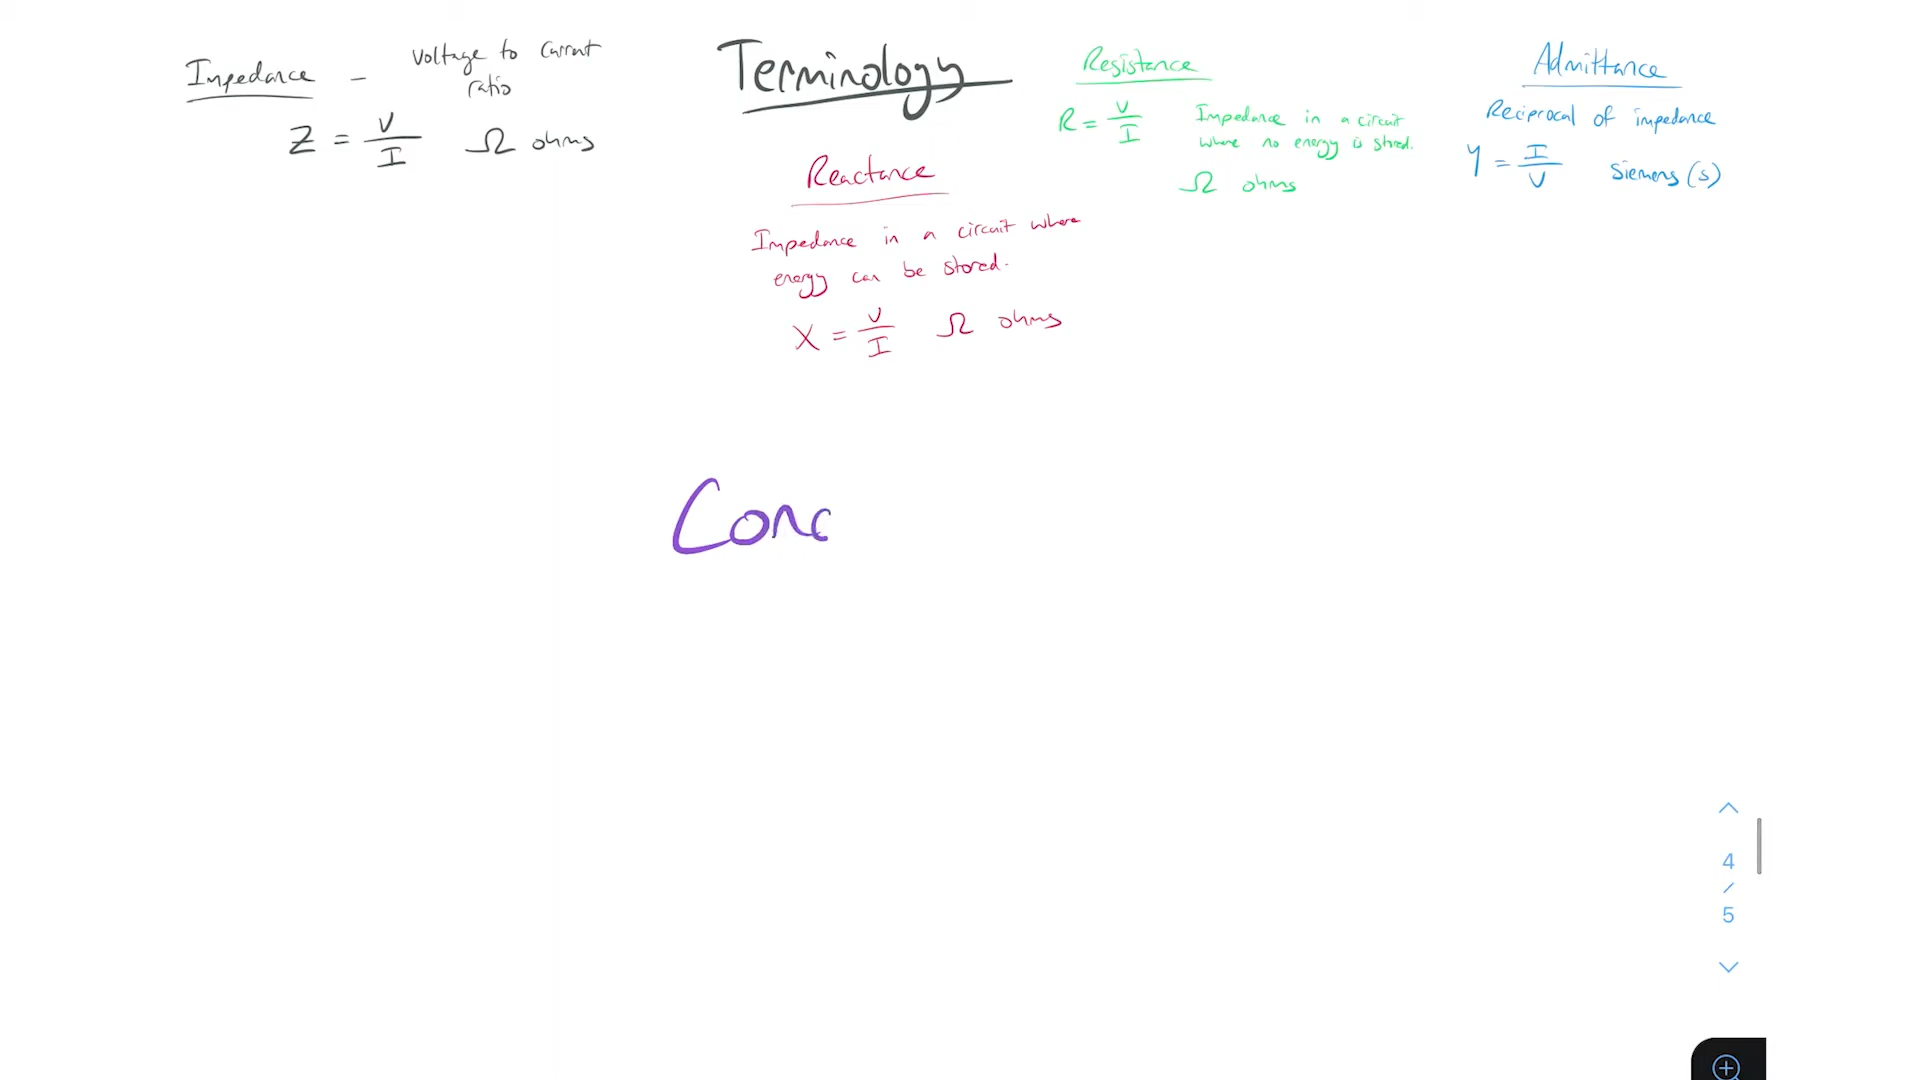 Impedance - Voltage to Current
ratio
Z = V/I Ω ohms
Terminology
Reactance
Impedance in a circuit where
energy can be stored.
X = V/I Ω ohms
Resistance
R = V/I Impedance in a circuit
where no energy is stored.
Ω ohms
Admittance
Reciprocal of impedance
Y = I/V Siemens (s)
Conc
4
/
5